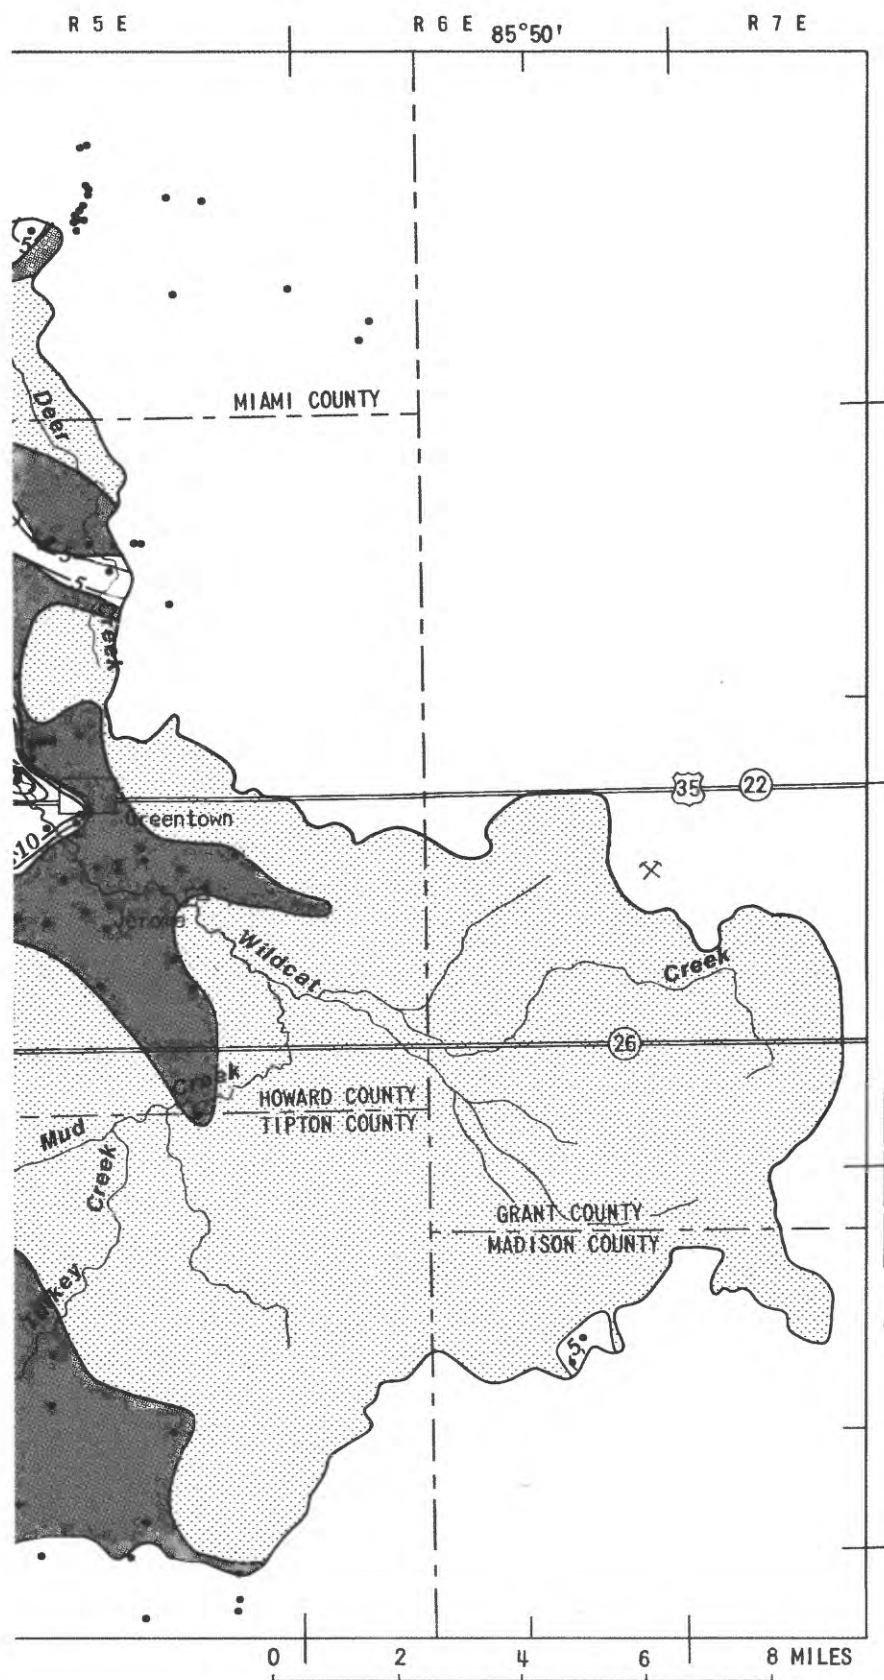 R 5 E
R 6 E
85°50'
R 7 E
5
MIAMI COUNTY
Deer
5
5
Creek
35
22
Greentown
10
Jerome
Wildcat
Creek
26
Creek
HOWARD COUNTY
TIPTON COUNTY
Mud
Creek
GRANT COUNTY
MADISON COUNTY
Turkey
5
0 2 4 6 8 MILES